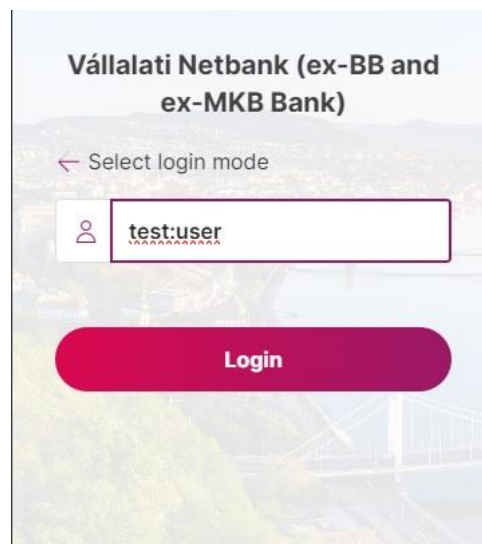 Vállalati Netbank (ex-BB and
ex-MKB Bank)
← Select login mode
test:user
Login